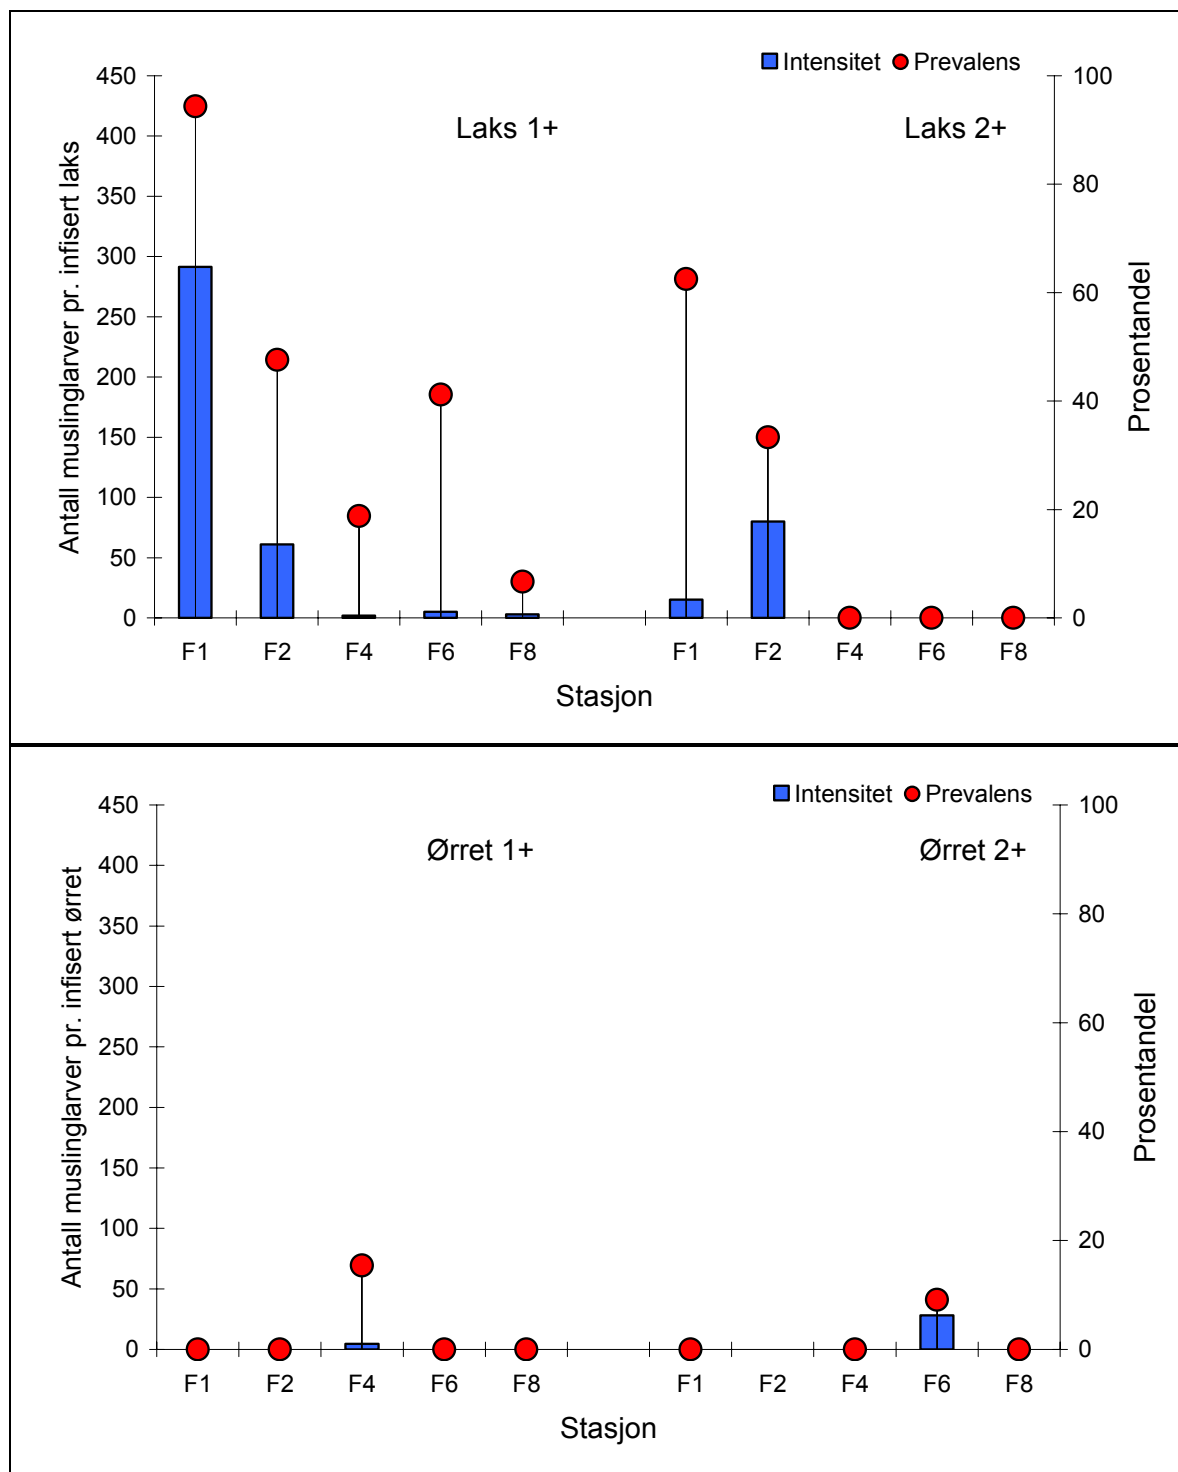 Intensitet Prevalens
Laks 1+ Laks 2+
Antall muslinglarver pr. infisert laks
450
400
350
300
250
200
150
100
50
0
100
80
60
40
20
0
Prosentandel
F1 F2 F4 F6 F8 F1 F2 F4 F6 F8
Stasjon
Intensitet Prevalens
Ørret 1+ Ørret 2+
Antall muslinglarver pr. infisert ørret
450
400
350
300
250
200
150
100
50
0
100
80
60
40
20
0
Prosentandel
F1 F2 F4 F6 F8 F1 F2 F4 F6 F8
Stasjon